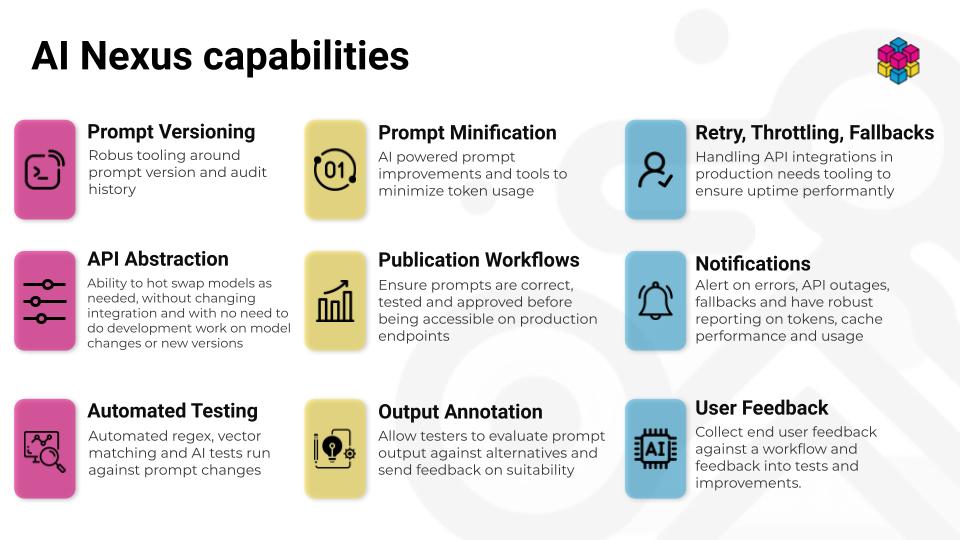 AI Nexus capabilities
Prompt Versioning
Robus tooling around
prompt version and audit
history
Prompt Minification
AI powered prompt
improvements and tools to
minimize token usage
01
Retry, Throttling, Fallbacks
Handling API integrations in
production needs tooling to
ensure uptime performantly
API Abstraction
Ability to hot swap models as
needed, without changing
integration and with no need to
do development work on model
changes or new versions
Publication Workflows
Ensure prompts are correct,
tested and approved before
being accessible on production
endpoints
Notifications
Alert on errors, API outages,
fallbacks and have robust
reporting on tokens, cache
performance and usage
Automated Testing
Automated regex, vector
matching and AI tests run
against prompt changes
Output Annotation
Allow testers to evaluate prompt
output against alternatives and
send feedback on suitability
AI
User Feedback
Collect end user feedback
against a workflow and
feedback into tests and
improvements.